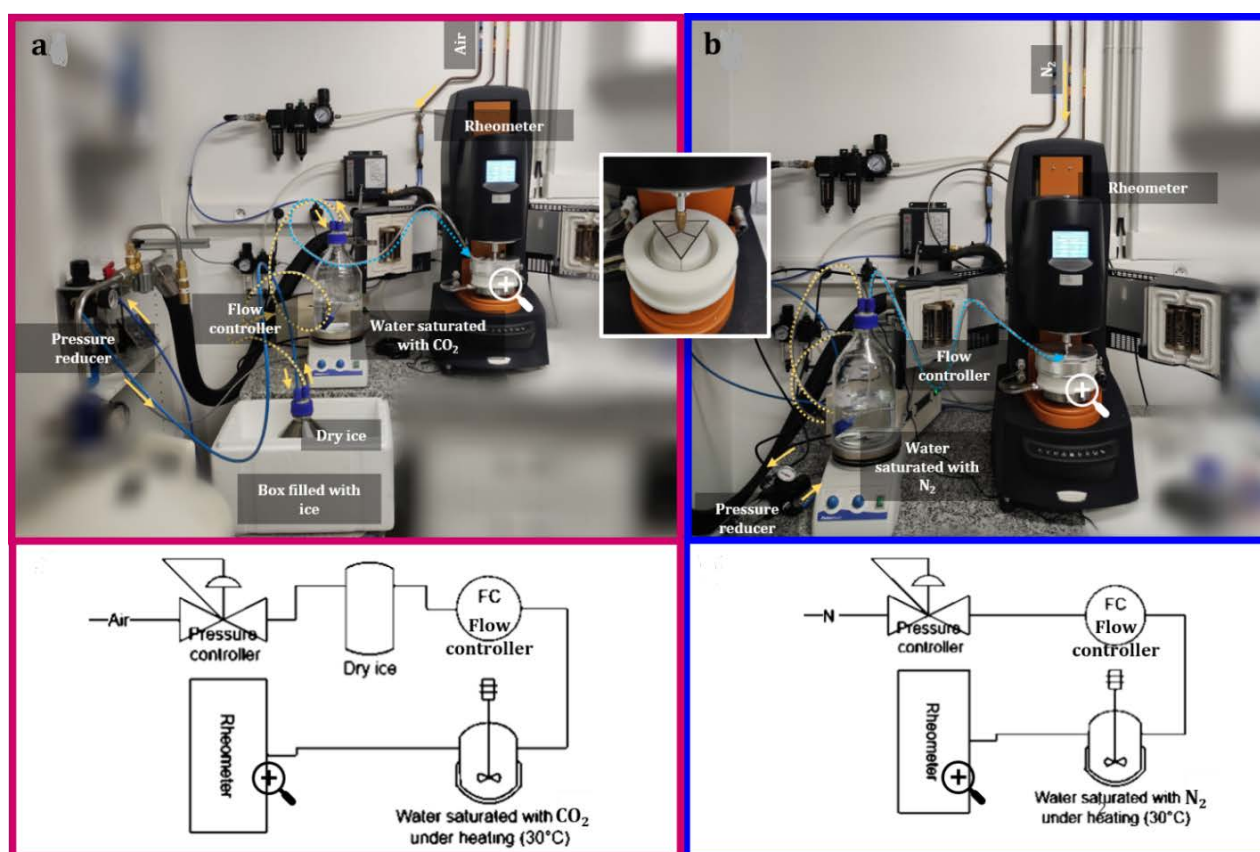 a
Air
Rheometer
Flow
controller
Water saturated
with CO₂
Pressure
reducer
Dry ice
Box filled with
ice
b
N₂
Rheometer
Flow
controller
Water
saturated with
N₂
Pressure
reducer
Air
Pressure
controller
Dry ice
FC
Flow
controller
Rheometer
Water saturated with CO₂
under heating (30°C)
N
Pressure
controller
FC
Flow
controller
Rheometer
Water saturated with N₂
under heating (30°C)